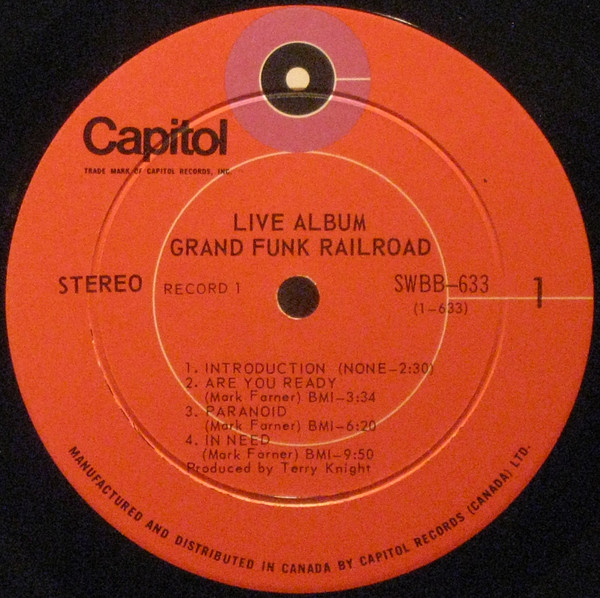 Capitol
TRADE MARK OF CAPITOL RECORDS, INC.
LIVE ALBUM
GRAND FUNK RAILROAD
STEREO RECORD 1 SWBB-633 1
(1-633)
1. INTRODUCTION (NONE-2:30)
2. ARE YOU READY
(Mark Farner) BMI-3:34
3. PARANOID
(Mark Farner) BMI-6:20
4. IN NEED
(Mark Farner) BMI-9:50
Produced by Terry Knight
MANUFACTURED AND DISTRIBUTED IN CANADA BY CAPITOL RECORDS (CANADA) LTD.